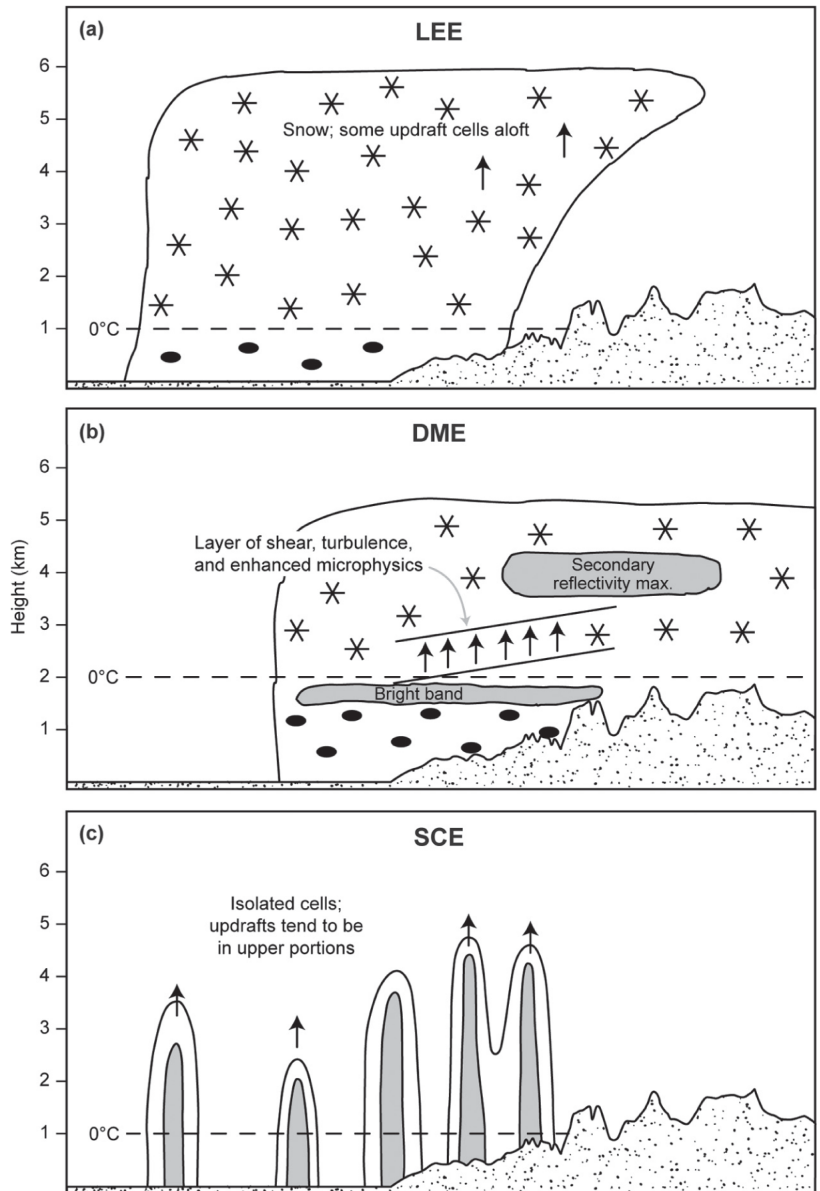 (a)
LEE
6
5
4
3
2
1
Snow; some updraft cells aloft
0°C
(b)
DME
6
5
4
3
2
1
Height (km)
Layer of shear, turbulence,
and enhanced microphysics
Secondary
reflectivity max.
0°C
Bright band
(c)
SCE
6
5
4
3
2
1
Isolated cells;
updrafts tend to be
in upper portions
0°C